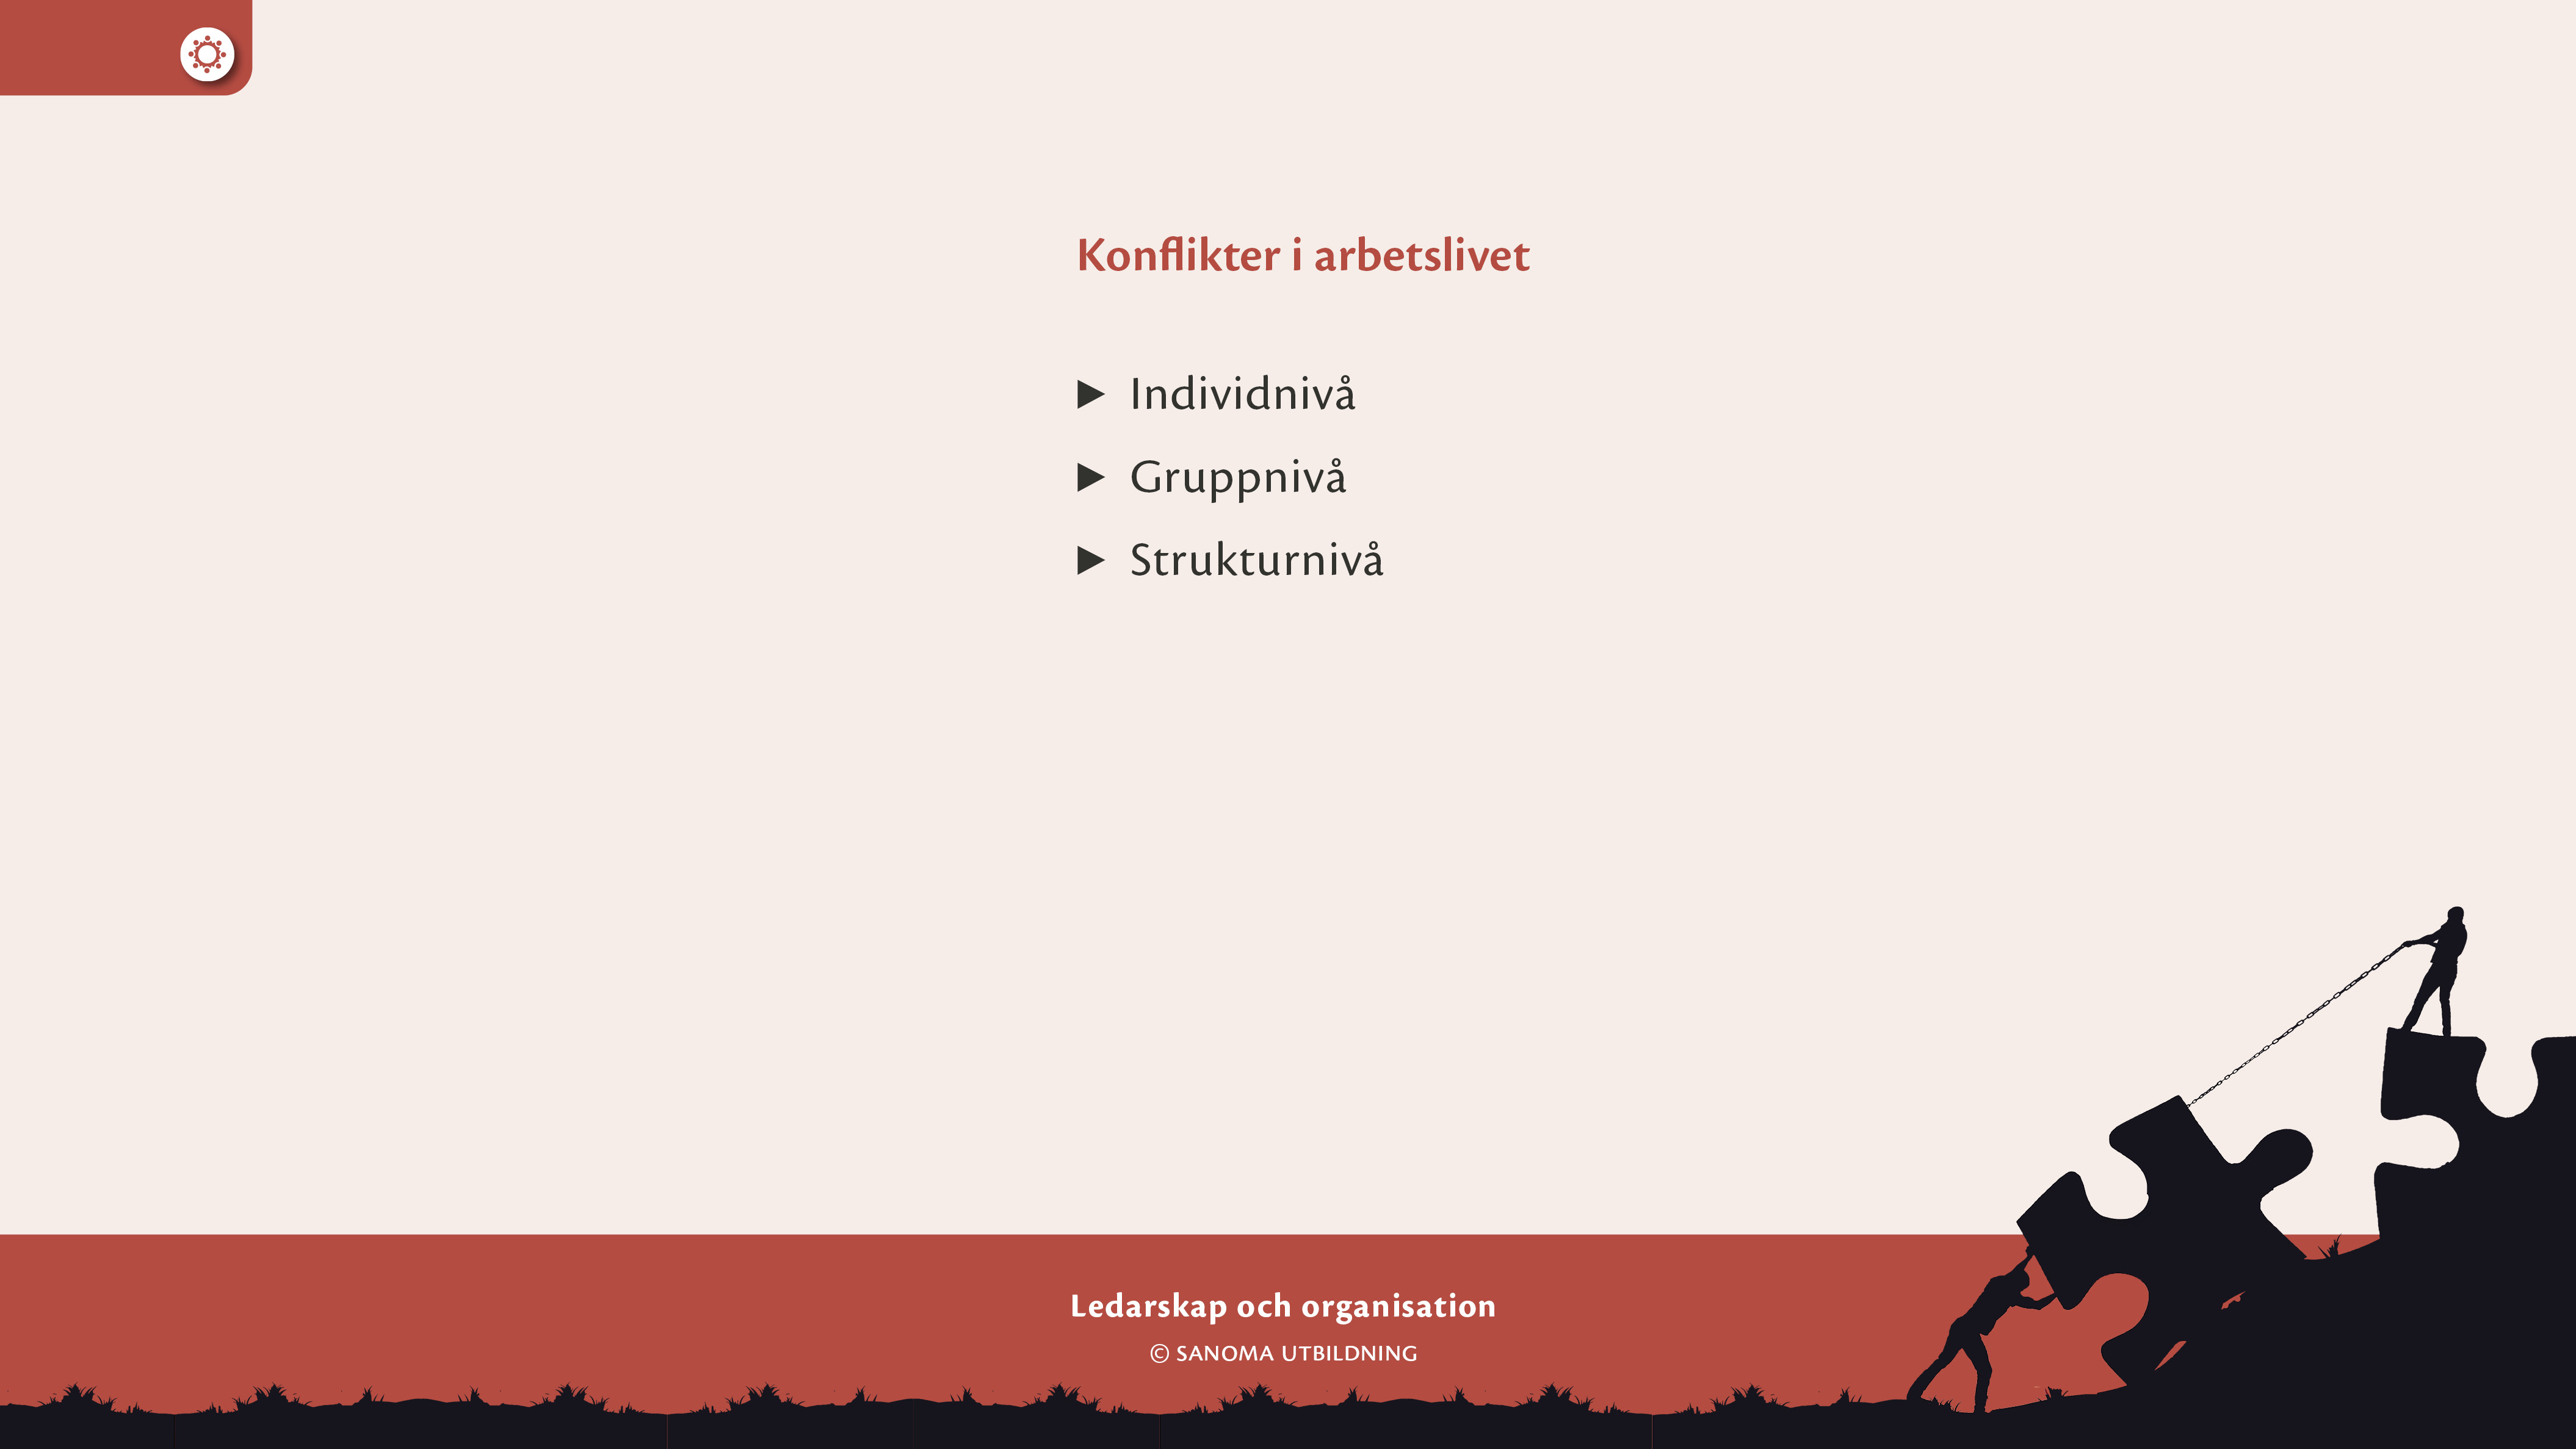 Konflikter i arbetslivet
► Individnivå
► Gruppnivå
► Strukturnivå
Ledarskap och organisation
© SANOMA UTBILDNING